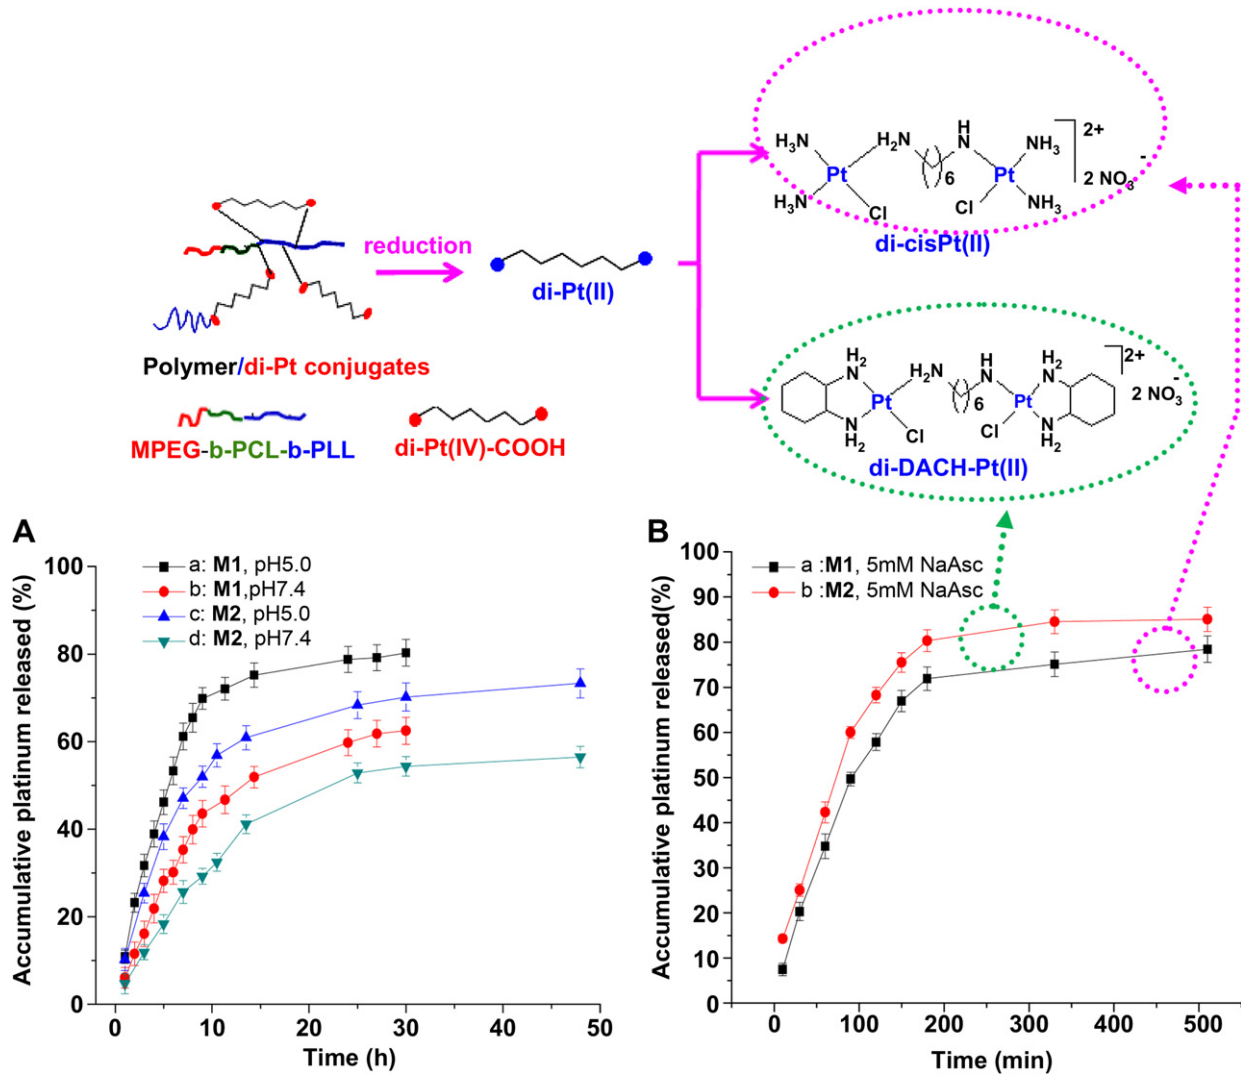 reduction
Polymer/di-Pt conjugates
MPEG-b-PCL-b-PLL
di-Pt(IV)-COOH
di-Pt(II)
H3N
H3N
Pt
Cl
H2N
6
H
N
Pt
Cl
NH3
NH3
2+
2 NO3-
di-cisPt(II)
H2
N
N
H2
Pt
Cl
H2N
6
H
N
Pt
Cl
H2
N
N
H2
2+
2 NO3-
di-DACH-Pt(II)
A
a: M1, pH5.0
b: M1,pH7.4
c: M2, pH5.0
d: M2, pH7.4
Accumulative platinum released (%)
100
80
60
40
20
0
0 10 20 30 40 50
Time (h)
B
a :M1, 5mM NaAsc
b :M2, 5mM NaAsc
Accumulative platinum released(%)
100
90
80
70
60
50
40
30
20
10
0
0 100 200 300 400 500
Time (min)